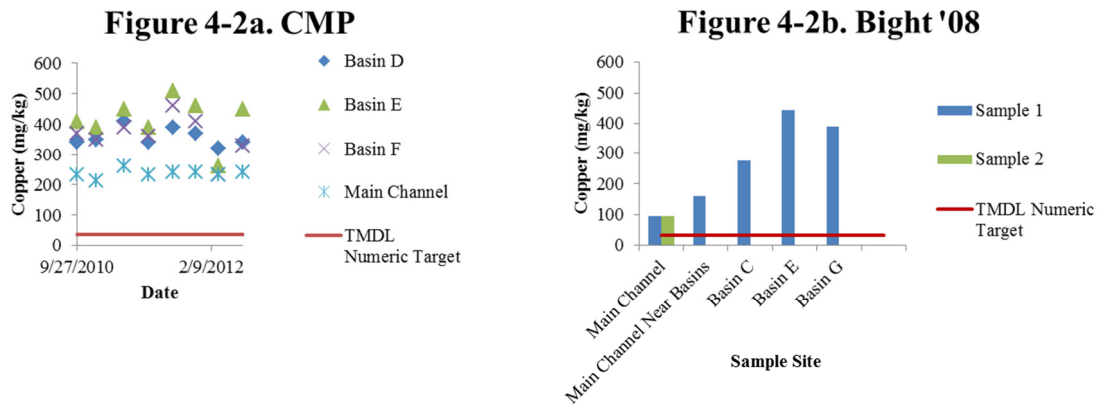 Figure 4-2a. CMP
Copper (mg/kg)
600
500
400
300
200
100
0
9/27/2010
2/9/2012
Date
Basin D
Basin E
Basin F
Main Channel
TMDL
Numeric Target
Figure 4-2b. Bight '08
Copper (mg/kg)
600
500
400
300
200
100
0
Main Channel
Main Channel Near Basins
Basin C
Basin E
Basin G
Sample Site
Sample 1
Sample 2
TMDL Numeric
Target